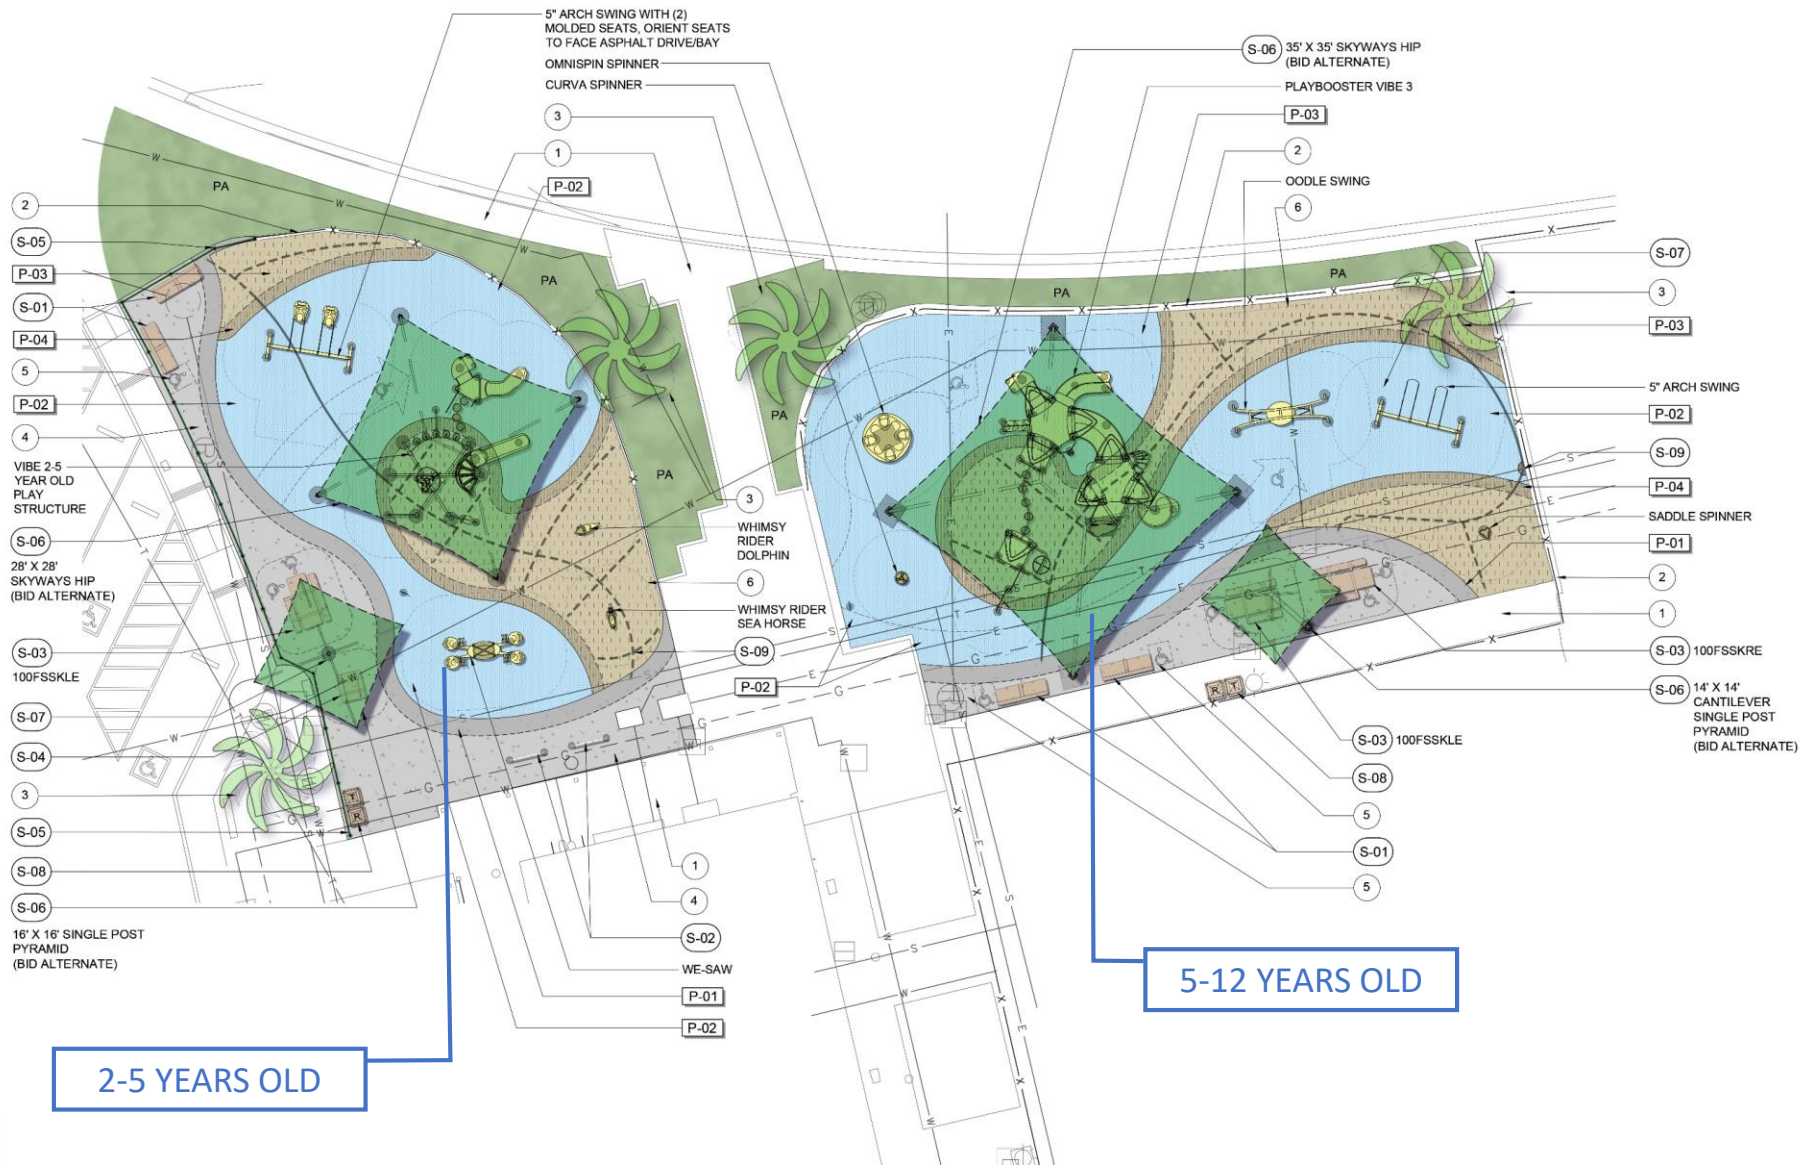 5" ARCH SWING WITH (2)
MOLDED SEATS, ORIENT SEATS
TO FACE ASPHALT DRIVE/BAY
OMNISPIN SPINNER
CURVA SPINNER
3
1
P-02
S-06 35' X 35' SKYWAYS HIP
(BID ALTERNATE)
PLAYBOOSTER VIBE 3
P-03
2
OODLE SWING
6
2
S-05
P-03
S-01
P-04
5
P-02
4
VIBE 2-5
YEAR OLD
PLAY
STRUCTURE
S-06
28' X 28'
SKYWAYS HIP
(BID ALTERNATE)
S-03
100FSSKLE
S-07
S-04
3
S-05
S-08
S-06
16' X 16' SINGLE POST
PYRAMID
(BID ALTERNATE)
PA
PA
PA
PA
PA
PA
3
WHIMSY
RIDER
DOLPHIN
6
WHIMSY RIDER
SEA HORSE
S-09
P-02
1
4
S-02
WE-SAW
P-01
P-02
T
R
R T
S-07
3
P-03
5" ARCH SWING
P-02
S-09
P-04
SADDLE SPINNER
P-01
2
1
S-03 100FSSKRE
S-06 14' X 14'
CANTILEVER
SINGLE POST
PYRAMID
(BID ALTERNATE)
S-03 100FSSKLE
S-08
5
S-01
5
2-5 YEARS OLD
5-12 YEARS OLD